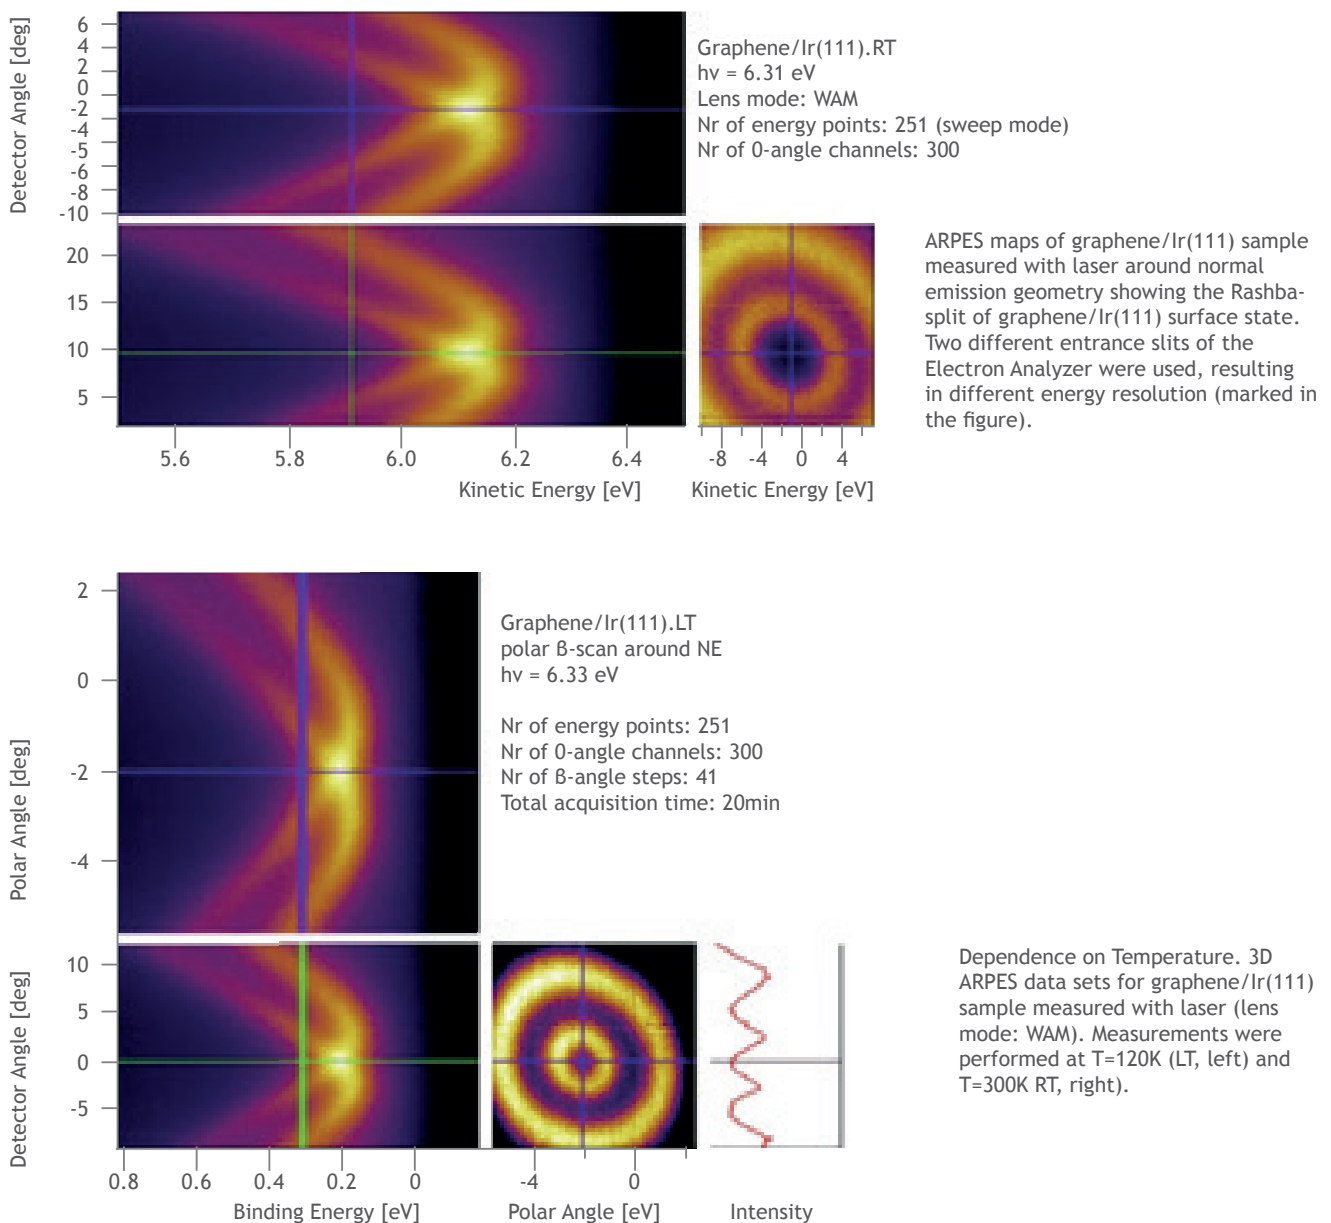 Detector Angle [deg]
6
4
2
0
-2
-4
-5
-6
-8
-10
Graphene/Ir(111).RT
hv = 6.31 eV
Lens mode: WAM
Nr of energy points: 251 (sweep mode)
Nr of 0-angle channels: 300
20
15
10
5
5.6 5.8 6.0 6.2 6.4
Kinetic Energy [eV]
-8 -4 0 4
Kinetic Energy [eV]
ARPES maps of graphene/Ir(111) sample
measured with laser around normal
emission geometry showing the Rashba-
split of graphene/Ir(111) surface state.
Two different entrance slits of the
Electron Analyzer were used, resulting
in different energy resolution (marked in
the figure).
Polar Angle [deg]
2
0
-2
-4
Graphene/Ir(111).LT
polar ß-scan around NE
hv = 6.33 eV
Nr of energy points: 251
Nr of 0-angle channels: 300
Nr of ß-angle steps: 41
Total acquisition time: 20min
Detector Angle [deg]
10
5
0
-5
0.8 0.6 0.4 0.2 0
Binding Energy [eV]
-4 0
Polar Angle [eV]
Intensity
Dependence on Temperature. 3D
ARPES data sets for graphene/Ir(111)
sample measured with laser (lens
mode: WAM). Measurements were
performed at T=120K (LT, left) and
T=300K RT, right).